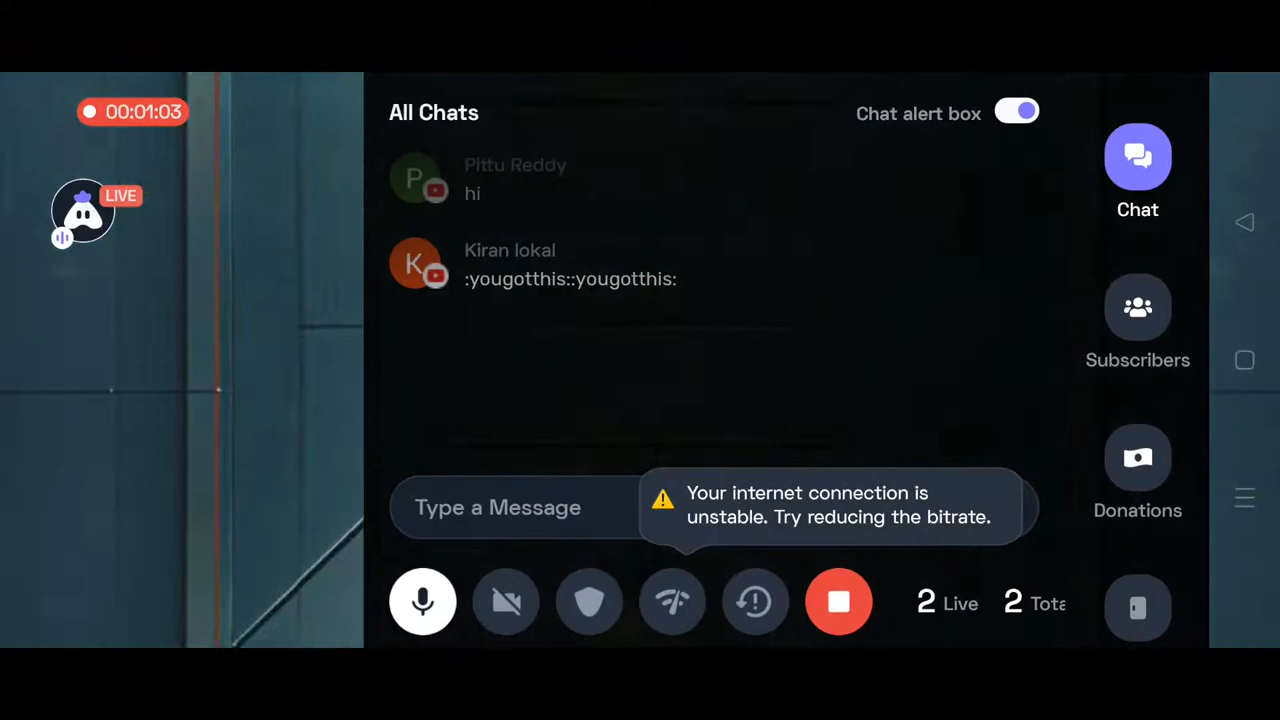 00:01:03
LIVE
All Chats
Chat alert box
P
Pittu Reddy
hi
K
Kiran lokal
:yougotthis::yougotthis:
Type a Message
Your internet connection is
unstable. Try reducing the bitrate.
2 Live
2 Tota
Chat
Subscribers
Donations